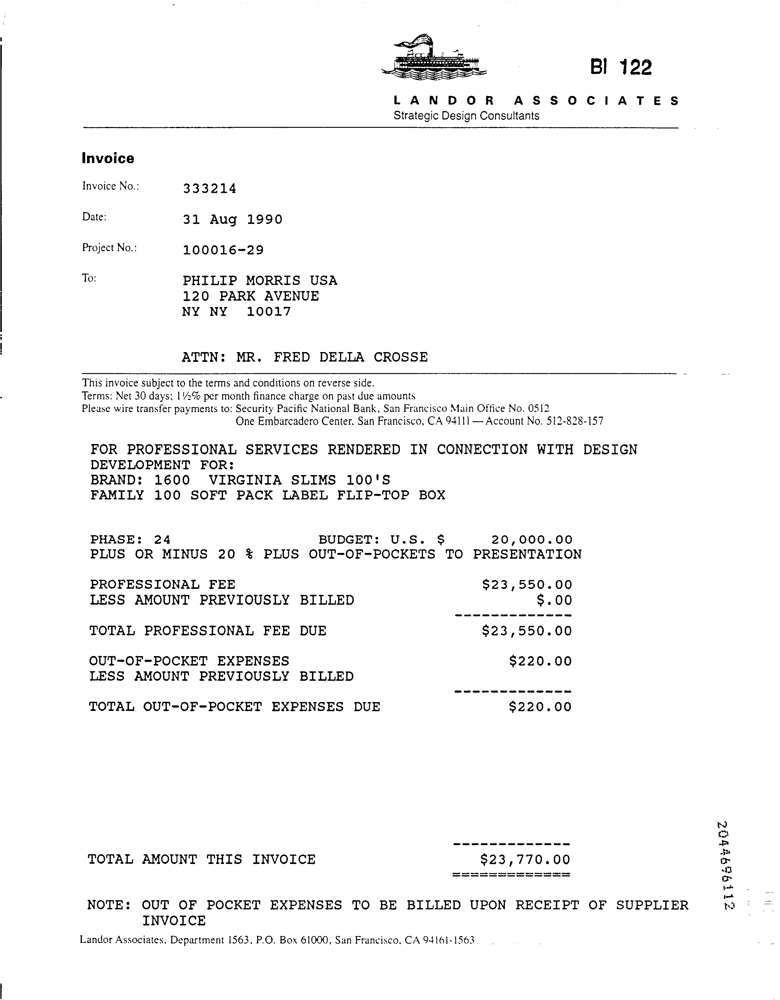 BI 122
LANDOR ASSOCIATES
Strategic Design Consultants
Invoice
Invoice No.: 333214
Date: 31 Aug 1990
Project No.: 100016-29
To: PHILIP MORRIS USA
120 PARK AVENUE
NY NY 10017
ATTN: MR. FRED DELLA CROSSE
This invoice subject to the terms and conditions on reverse side.
Terms: Net 30 days; 1½% per month finance charge on past due amounts
Please wire transfer payments to: Security Pacific National Bank, San Francisco Main Office No. 0512
One Embarcadero Center, San Francisco, CA 94111 — Account No. 512-828-157
FOR PROFESSIONAL SERVICES RENDERED IN CONNECTION WITH DESIGN
DEVELOPMENT FOR:
BRAND: 1600 VIRGINIA SLIMS 100'S
FAMILY 100 SOFT PACK LABEL FLIP-TOP BOX
PHASE: 24 BUDGET: U.S. $ 20,000.00
PLUS OR MINUS 20 % PLUS OUT-OF-POCKETS TO PRESENTATION
PROFESSIONAL FEE $23,550.00
LESS AMOUNT PREVIOUSLY BILLED $.00
TOTAL PROFESSIONAL FEE DUE $23,550.00
OUT-OF-POCKET EXPENSES $220.00
LESS AMOUNT PREVIOUSLY BILLED
TOTAL OUT-OF-POCKET EXPENSES DUE $220.00
TOTAL AMOUNT THIS INVOICE $23,770.00
NOTE: OUT OF POCKET EXPENSES TO BE BILLED UPON RECEIPT OF SUPPLIER
INVOICE
Landor Associates, Department 1563, P.O. Box 61000, San Francisco, CA 94161-1563
2044696112